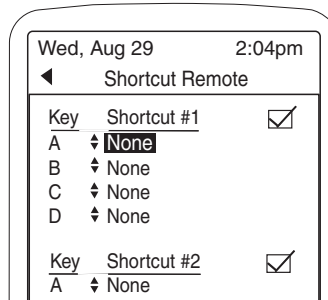 Wed, Aug 29 2:04pm
Shortcut Remote
Key Shortcut #1
A None
B None
C None
D None
Key Shortcut #2
A None